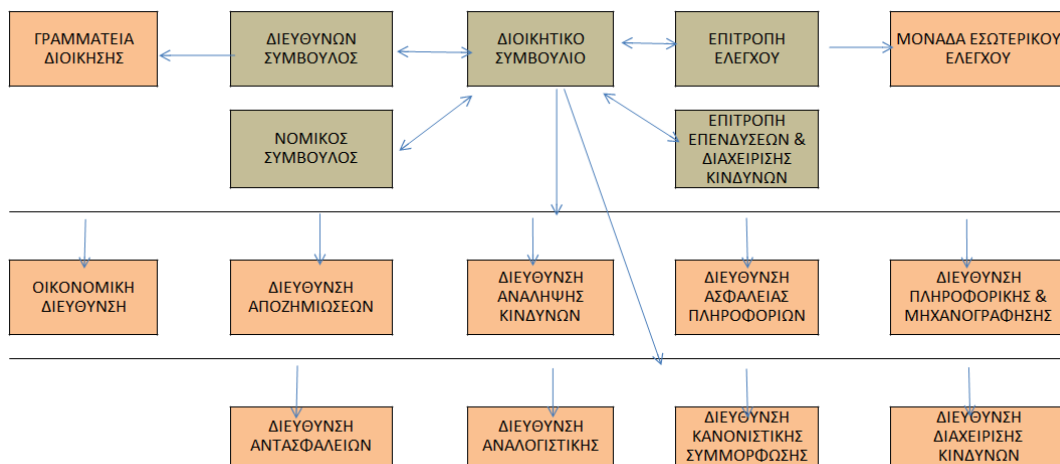 ΓΡΑΜΜΑΤΕΙΑ
ΔΙΟΙΚΗΣΗΣ
ΔΙΕΥΘΥΝΩΝ
ΣΥΜΒΟΥΛΟΣ
ΔΙΟΙΚΗΤΙΚΟ
ΣΥΜΒΟΥΛΙΟ
ΕΠΙΤΡΟΠΗ
ΕΛΕΓΧΟΥ
ΜΟΝΑΔΑ ΕΣΩΤΕΡΙΚΟΥ
ΕΛΕΓΧΟΥ
ΝΟΜΙΚΟΣ
ΣΥΜΒΟΥΛΟΣ
ΕΠΙΤΡΟΠΗ
ΕΠΕΝΔΥΣΕΩΝ &
ΔΙΑΧΕΙΡΙΣΗΣ
ΚΙΝΔΥΝΩΝ
ΟΙΚΟΝΟΜΙΚΗ
ΔΙΕΥΘΥΝΣΗ
ΔΙΕΥΘΥΝΣΗ
ΑΠΟΖΗΜΙΩΣΕΩΝ
ΔΙΕΥΘΥΝΣΗ
ΑΝΑΛΗΨΗΣ
ΚΙΝΔΥΝΩΝ
ΔΙΕΥΘΥΝΣΗ
ΑΣΦΑΛΕΙΑΣ
ΠΛΗΡΟΦΟΡΙΩΝ
ΔΙΕΥΘΥΝΣΗ
ΠΛΗΡΟΦΟΡΙΚΗΣ &
ΜΗΧΑΝΟΓΡΑΦΗΣΗΣ
ΔΙΕΥΘΥΝΣΗ
ΑΝΤΑΣΦΑΛΕΙΩΝ
ΔΙΕΥΘΥΝΣΗ
ΑΝΑΛΟΓΙΣΤΙΚΗΣ
ΔΙΕΥΘΥΝΣΗ
ΚΑΝΟΝΙΣΤΙΚΗΣ
ΣΥΜΜΟΡΦΩΣΗΣ
ΔΙΕΥΘΥΝΣΗ
ΔΙΑΧΕΙΡΙΣΗΣ
ΚΙΝΔΥΝΩΝ